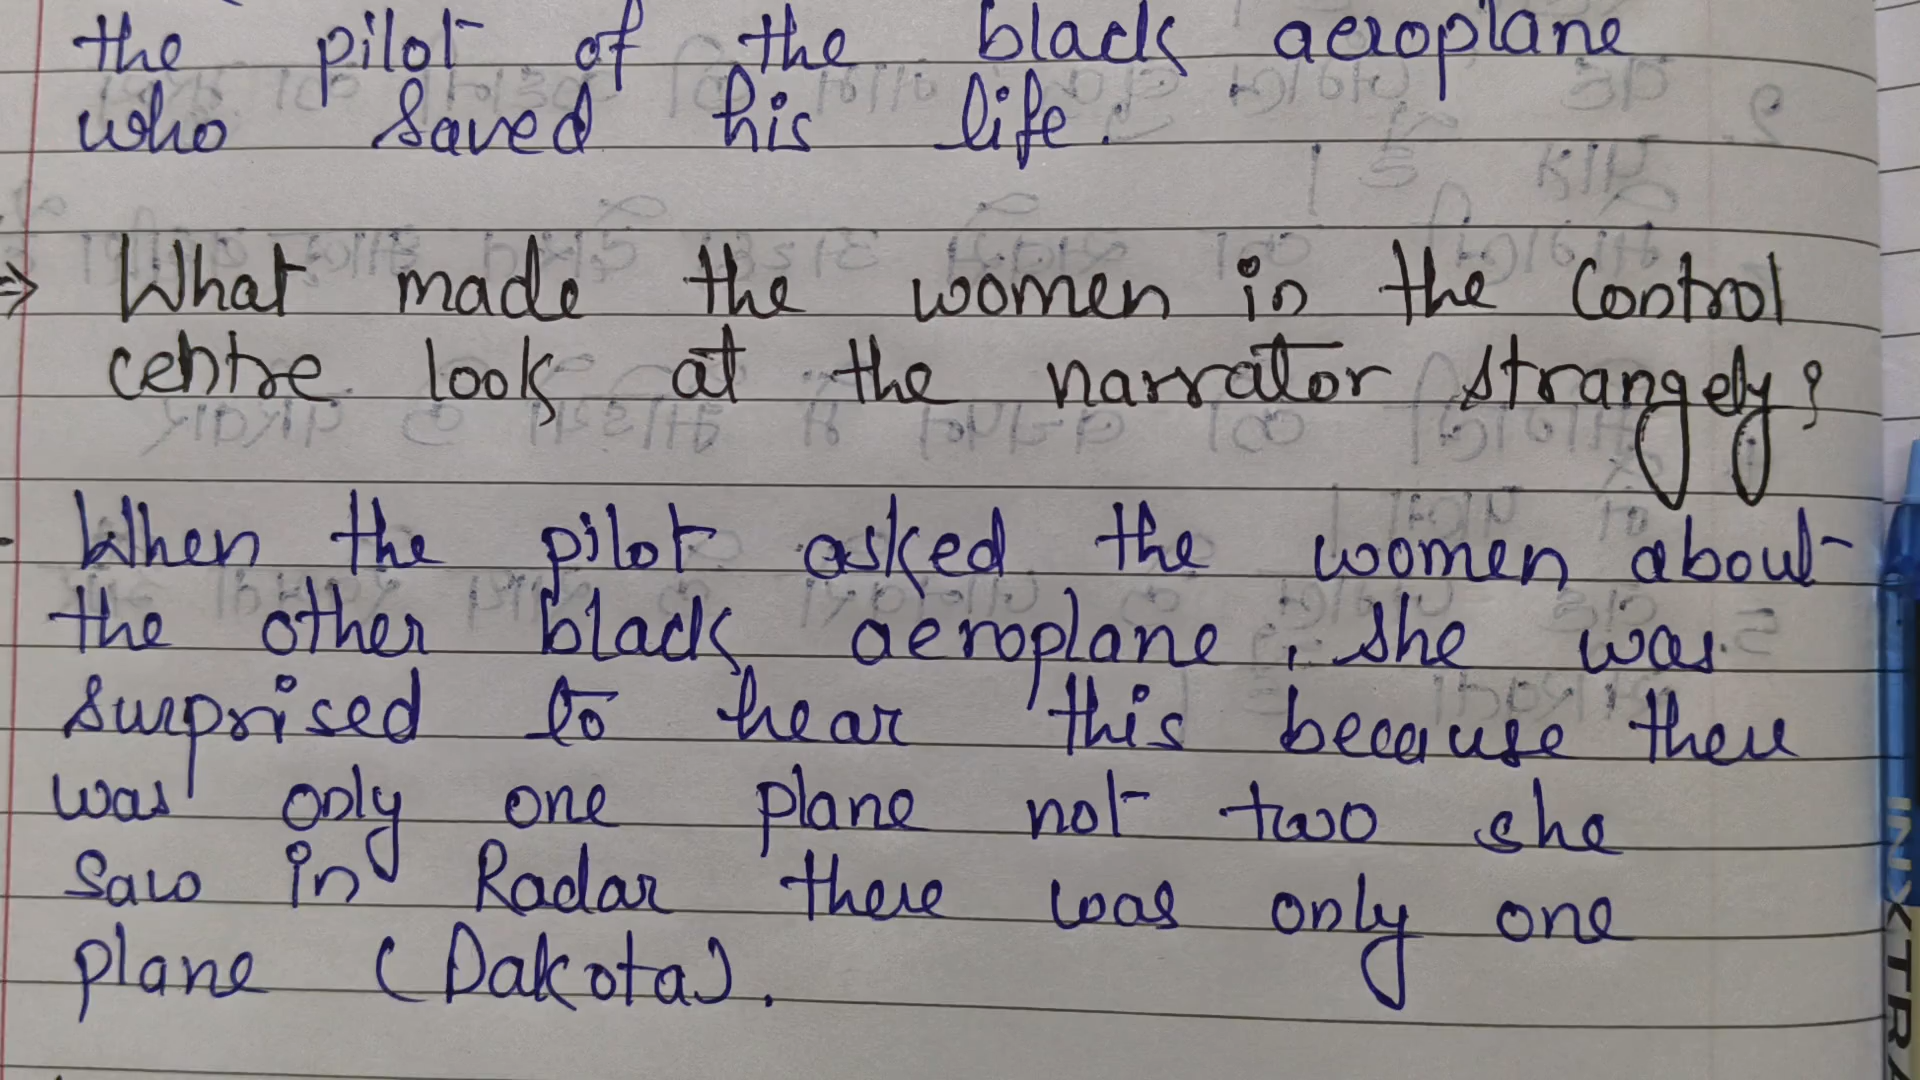 the pilot of the black aeroplane
who saved his life.
⇒ What made the women in the Control
centre look at the narrator strangely?
When the pilot asked the women about
the other black aeroplane, she was
surprised to hear this because there
was only one plane not two she
saw in Radar there was only one
plane (Dakota).
INXTRA